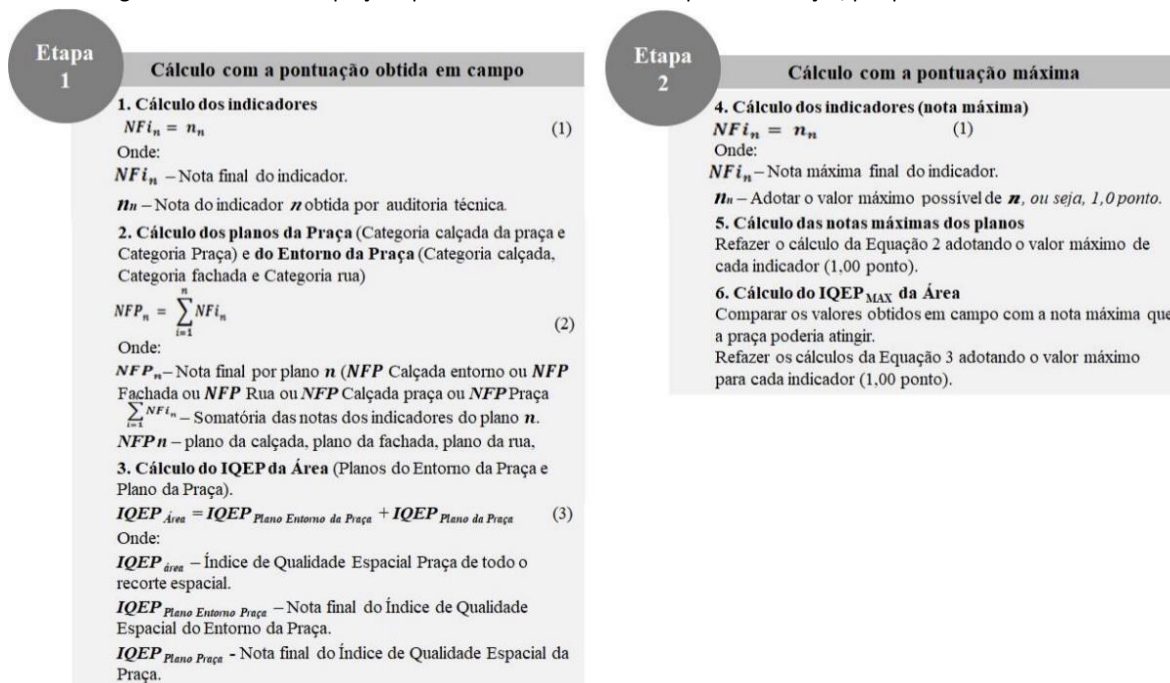 Etapa
1
Cálculo com a pontuação obtida em campo
1. Cálculo dos indicadores
NFiₙ = nₙ (1)
Onde:
NFiₙ – Nota final do indicador.
nₙ – Nota do indicador n obtida por auditoria técnica.
2. Cálculo dos planos da Praça (Categoria calçada da praça e
Categoria Praça) e do Entorno da Praça (Categoria calçada,
Categoria fachada e Categoria rua)
NFPₙ = ∑ⁿᵢ₌₁ NFiₙ (2)
Onde:
NFPₙ – Nota final por plano n (NFP Calçada entorno ou NFP
Fachada ou NFP Rua ou NFP Calçada praça ou NFP Praça
∑ᵢ₌₁ NFiₙ – Somatória das notas dos indicadores do plano n.
NFP n – plano da calçada, plano da fachada, plano da rua,
3. Cálculo do IQEP da Área (Planos do Entorno da Praça e
Plano da Praça).
IQEP Área = IQEP Plano Entorno da Praça + IQEP Plano da Praça (3)
Onde:
IQEP área – Índice de Qualidade Espacial Praça de todo o
recorte espacial.
IQEP Plano Entorno Praça – Nota final do Índice de Qualidade
Espacial do Entorno da Praça.
IQEP Plano Praça - Nota final do Índice de Qualidade Espacial da
Praça.
Etapa
2
Cálculo com a pontuação máxima
4. Cálculo dos indicadores (nota máxima)
NFiₙ = nₙ (1)
Onde:
NFiₙ – Nota máxima final do indicador.
nₙ – Adotar o valor máximo possível de n, ou seja, 1,0 ponto.
5. Cálculo das notas máximas dos planos
Refazer o cálculo da Equação 2 adotando o valor máximo de
cada indicador (1,00 ponto).
6. Cálculo do IQEP MAX da Área
Comparar os valores obtidos em campo com a nota máxima que
a praça poderia atingir.
Refazer os cálculos da Equação 3 adotando o valor máximo
para cada indicador (1,00 ponto).